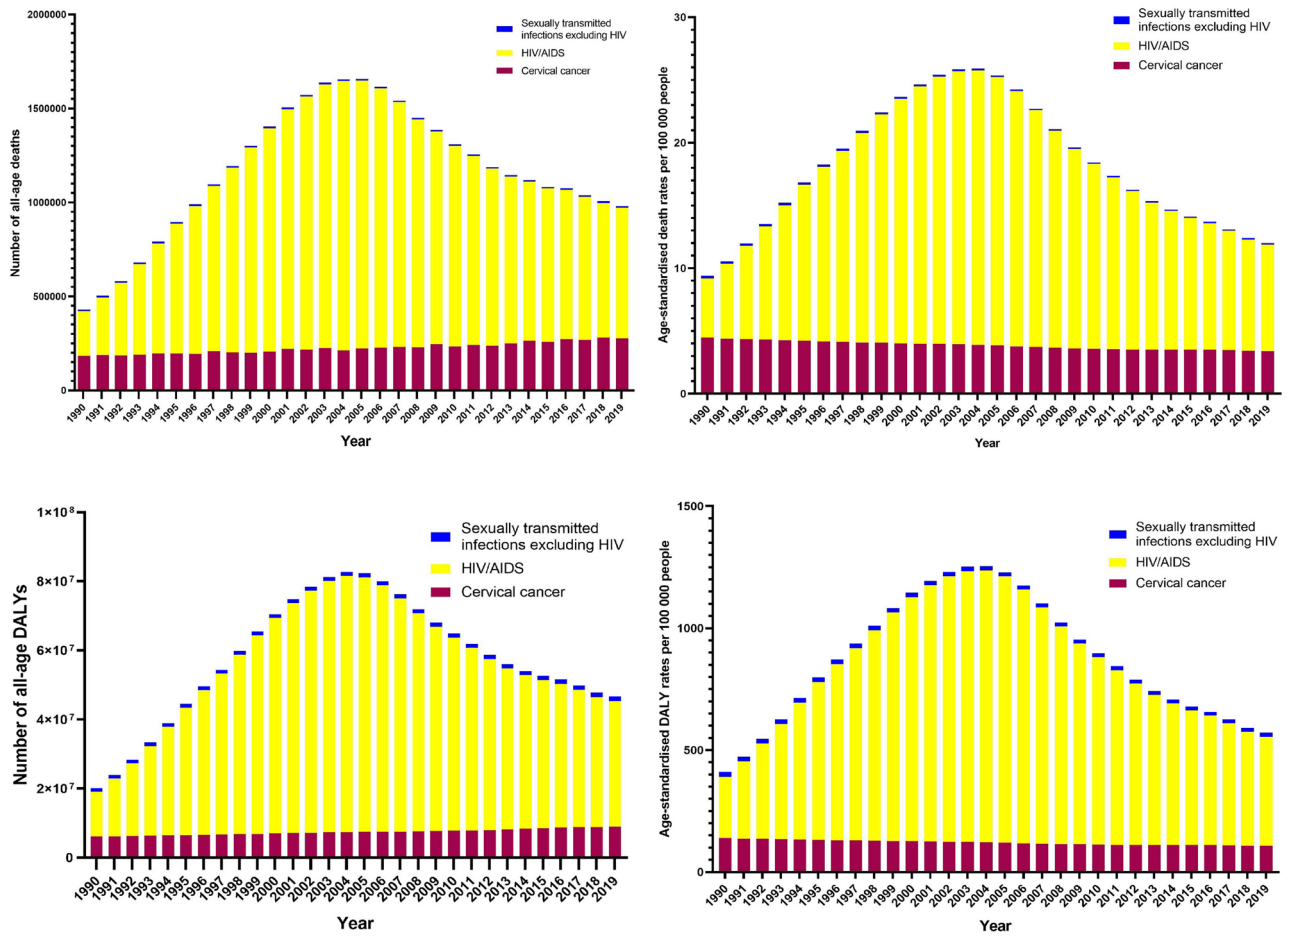 Number of all-age deaths
2000000
1500000
1000000
500000
0
Sexually transmitted
infections excluding HIV
HIV/AIDS
Cervical cancer
1990 1991 1992 1993 1994 1995 1996 1997 1998 1999 2000 2001 2002 2003 2004 2005 2006 2007 2008 2009 2010 2011 2012 2013 2014 2015 2016 2017 2018 2019
Year
Age-standardised death rates per 100 000 people
30
20
10
0
Sexually transmitted
infections excluding HIV
HIV/AIDS
Cervical cancer
1990 1991 1992 1993 1994 1995 1996 1997 1998 1999 2000 2001 2002 2003 2004 2005 2006 2007 2008 2009 2010 2011 2012 2013 2014 2015 2016 2017 2018 2019
Year
Number of all-age DALYs
1×10⁸
8×10⁷
6×10⁷
4×10⁷
2×10⁷
0
Sexually transmitted
infections excluding HIV
HIV/AIDS
Cervical cancer
1990 1991 1992 1993 1994 1995 1996 1997 1998 1999 2000 2001 2002 2003 2004 2005 2006 2007 2008 2009 2010 2011 2012 2013 2014 2015 2016 2017 2018 2019
Year
Age-standardised DALY rates per 100 000 people
1500
1000
500
0
Sexually transmitted
infections excluding HIV
HIV/AIDS
Cervical cancer
1990 1991 1992 1993 1994 1995 1996 1997 1998 1999 2000 2001 2002 2003 2004 2005 2006 2007 2008 2009 2010 2011 2012 2013 2014 2015 2016 2017 2018 2019
Year